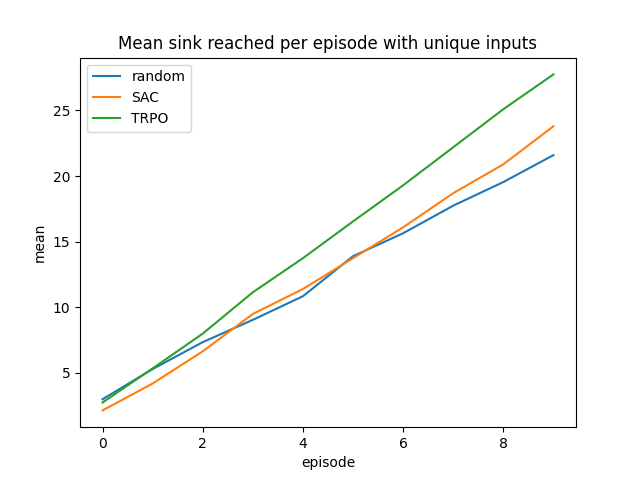 Mean sink reached per episode with unique inputs
random
SAC
TRPO
25
20
15
10
5
mean
0 2 4 6 8
episode